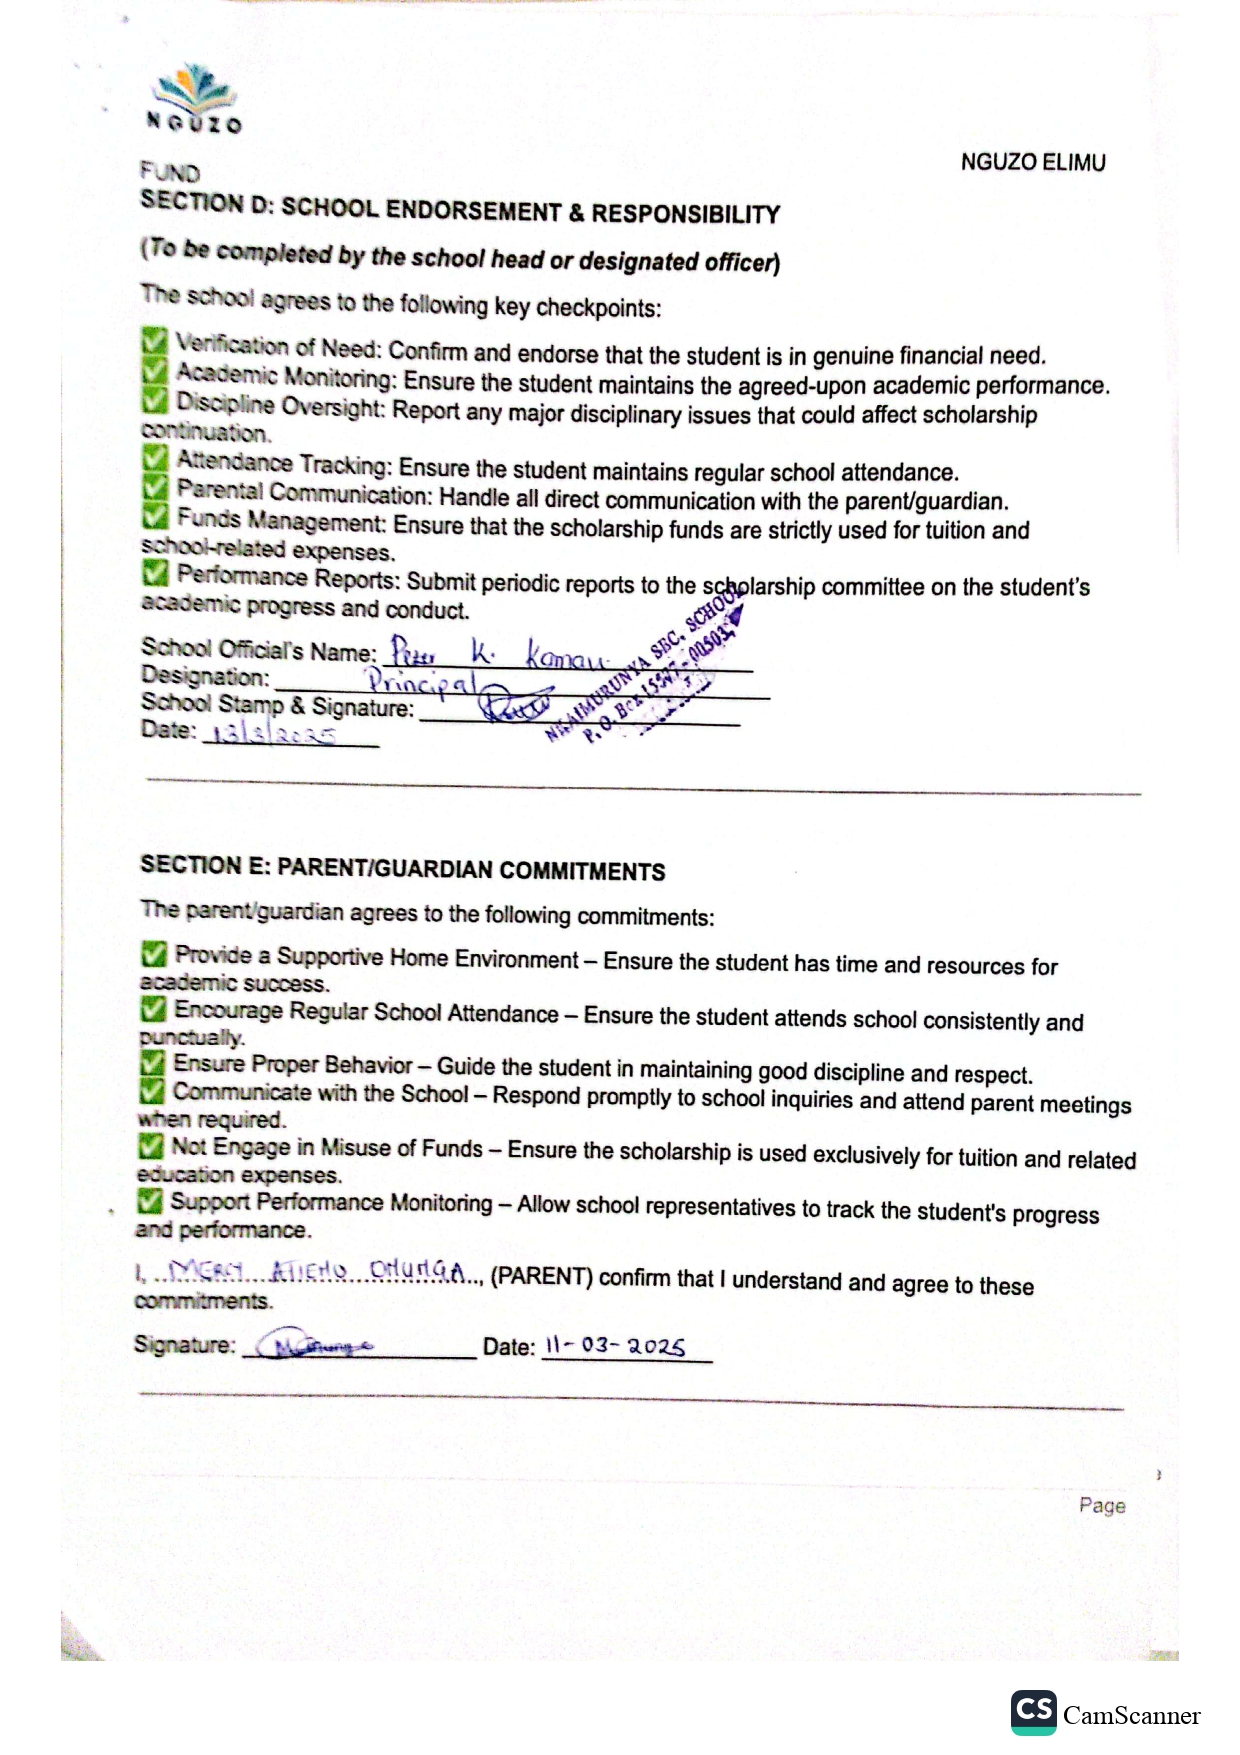 NGUZO
NGUZO ELIMU
FUND
SECTION D: SCHOOL ENDORSEMENT & RESPONSIBILITY
(To be completed by the school head or designated officer)
The school agrees to the following key checkpoints:
✅ Verification of Need: Confirm and endorse that the student is in genuine financial need.
✅ Academic Monitoring: Ensure the student maintains the agreed-upon academic performance.
✅ Discipline Oversight: Report any major disciplinary issues that could affect scholarship
continuation.
✅ Attendance Tracking: Ensure the student maintains regular school attendance.
✅ Parental Communication: Handle all direct communication with the parent/guardian.
✅ Funds Management: Ensure that the scholarship funds are strictly used for tuition and
school-related expenses.
✅ Performance Reports: Submit periodic reports to the scholarship committee on the student's
academic progress and conduct.
School Official's Name: Peter K. Kamau
Designation: Principal
School Stamp & Signature:
NKAIMURUNYA SEC. SCHOOL
P. O. Box
Date: 13/3/2025
SECTION E: PARENT/GUARDIAN COMMITMENTS
The parent/guardian agrees to the following commitments:
✅ Provide a Supportive Home Environment – Ensure the student has time and resources for
academic success.
✅ Encourage Regular School Attendance – Ensure the student attends school consistently and
punctually.
✅ Ensure Proper Behavior – Guide the student in maintaining good discipline and respect.
✅ Communicate with the School – Respond promptly to school inquiries and attend parent meetings
when required.
✅ Not Engage in Misuse of Funds – Ensure the scholarship is used exclusively for tuition and related
education expenses.
✅ Support Performance Monitoring – Allow school representatives to track the student's progress
and performance.
I, MERCY ATIENO OHUNGA, (PARENT) confirm that I understand and agree to these
commitments.
Signature: Date: 11-03-2025
Page
CS CamScanner